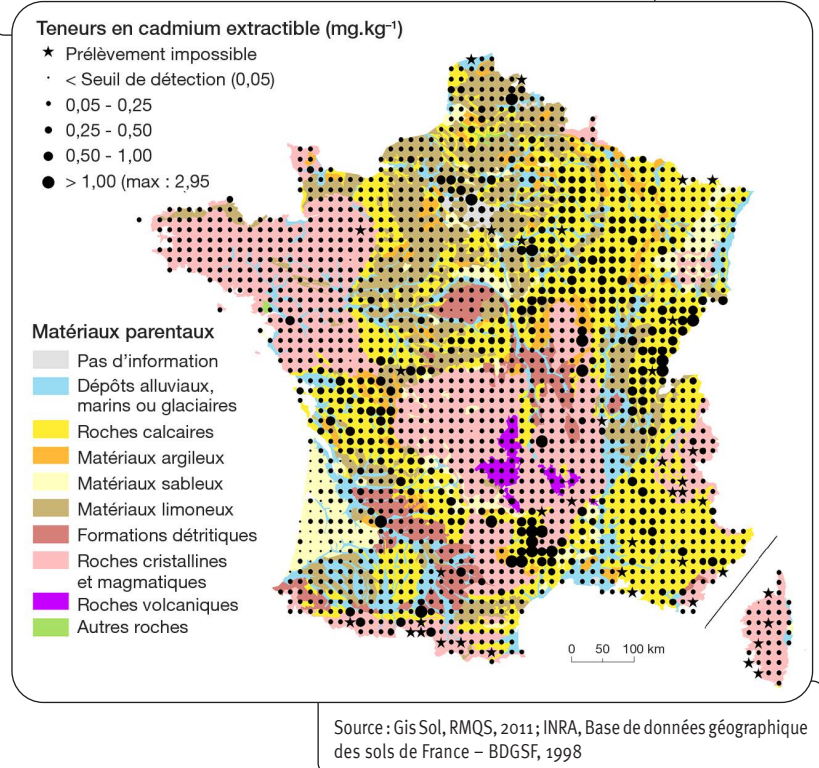 Teneurs en cadmium extractible (mg.kg⁻¹)
Prélèvement impossible
< Seuil de détection (0,05)
0,05 - 0,25
0,25 - 0,50
0,50 - 1,00
> 1,00 (max : 2,95
Matériaux parentaux
Pas d'information
Dépôts alluviaux,
marins ou glaciaires
Roches calcaires
Matériaux argileux
Matériaux sableux
Matériaux limoneux
Formations détritiques
Roches cristallines
et magmatiques
Roches volcaniques
Autres roches
0 50 100 km
Source : Gis Sol, RMQS, 2011 ; INRA, Base de données géographique
des sols de France – BDGSF, 1998